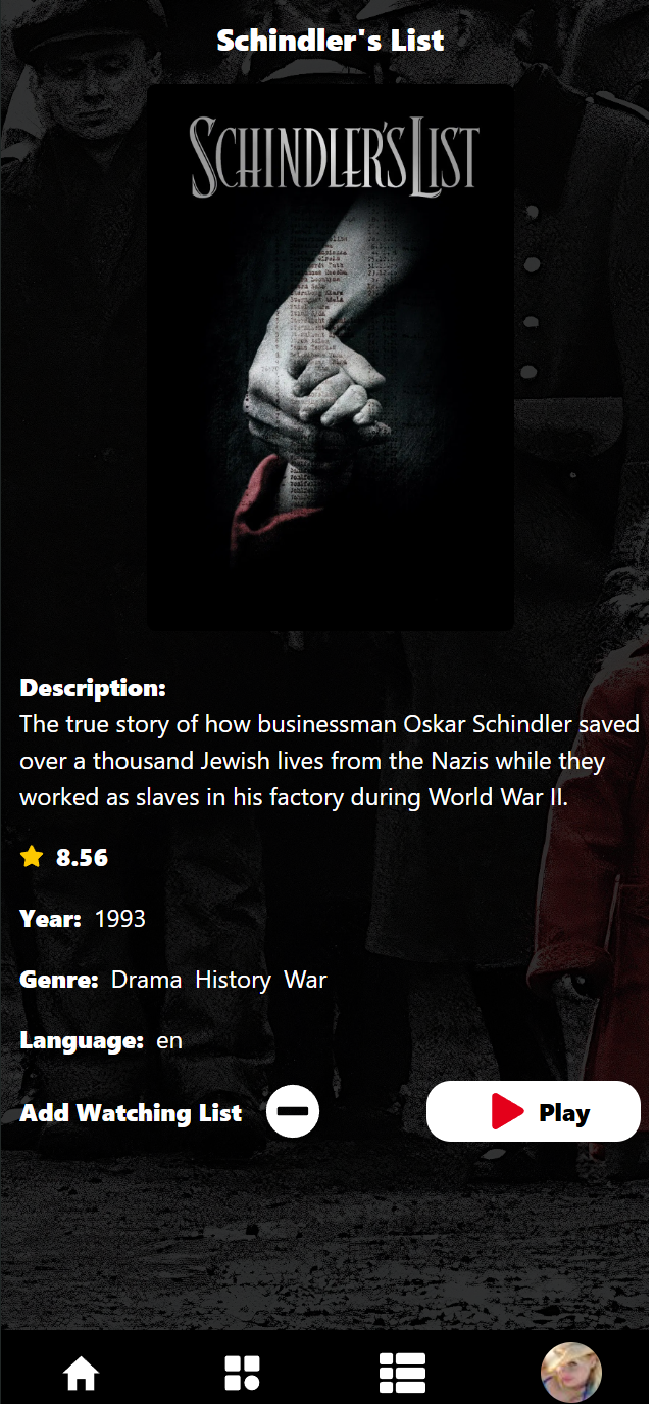 Schindler's List
SCHINDLER'S LIST
Description:
The true story of how businessman Oskar Schindler saved
over a thousand Jewish lives from the Nazis while they
worked as slaves in his factory during World War II.
8.56
Year: 1993
Genre: Drama History War
Language: en
Add Watching List
Play